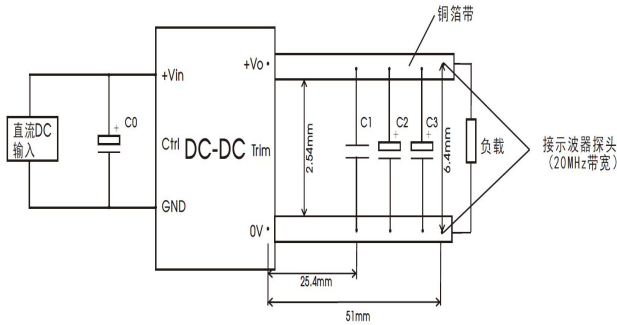 铜箔带
+Vo
+Vin
+
C0
直流DC
输入
Ctrl
DC-DC
Trim
2.54mm
C1
+
C2
+
C3
6.4mm
负载
接示波器探头
(20MHz带宽)
GND
0V
25.4mm
51mm